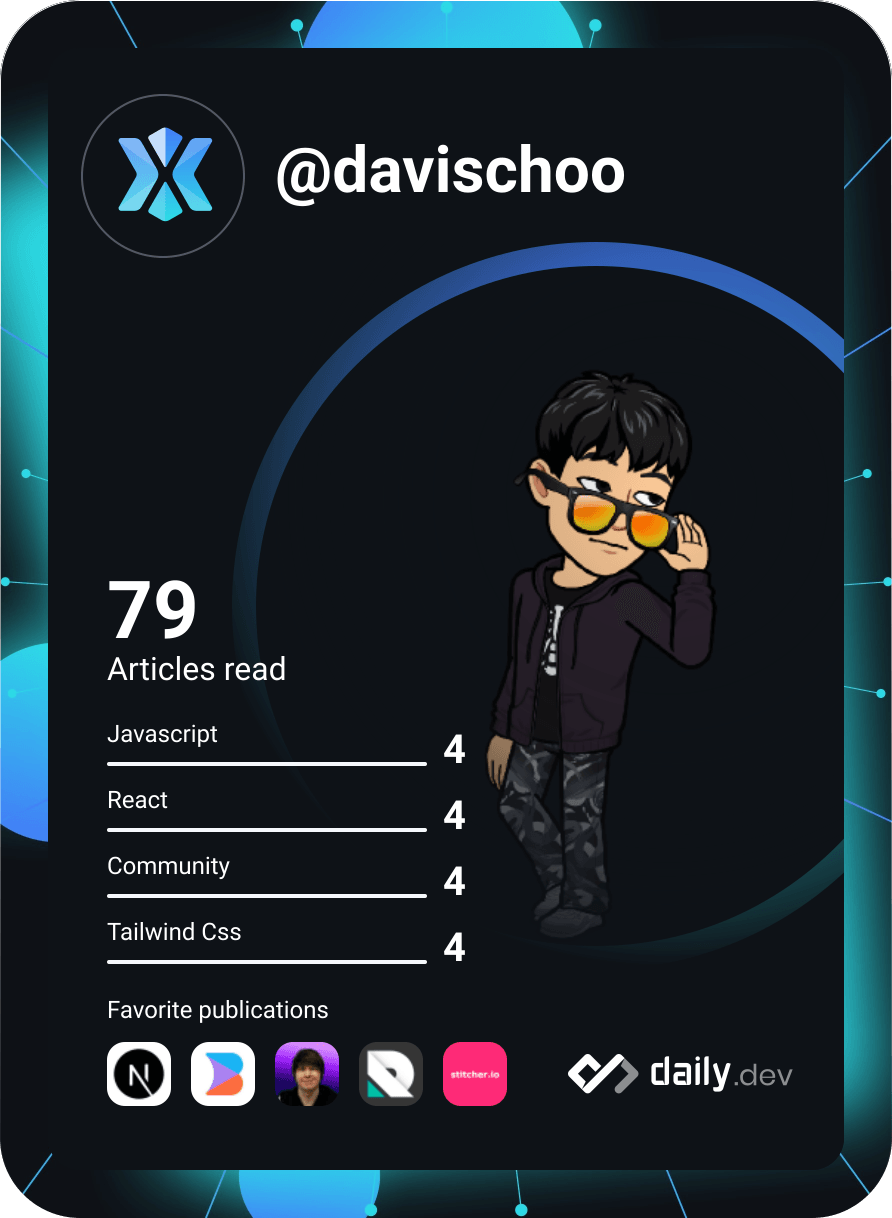 @davischoo
79
Articles read
Javascript
4
React
4
Community
4
Tailwind Css
4
Favorite publications
N
stitcher.io
daily.dev